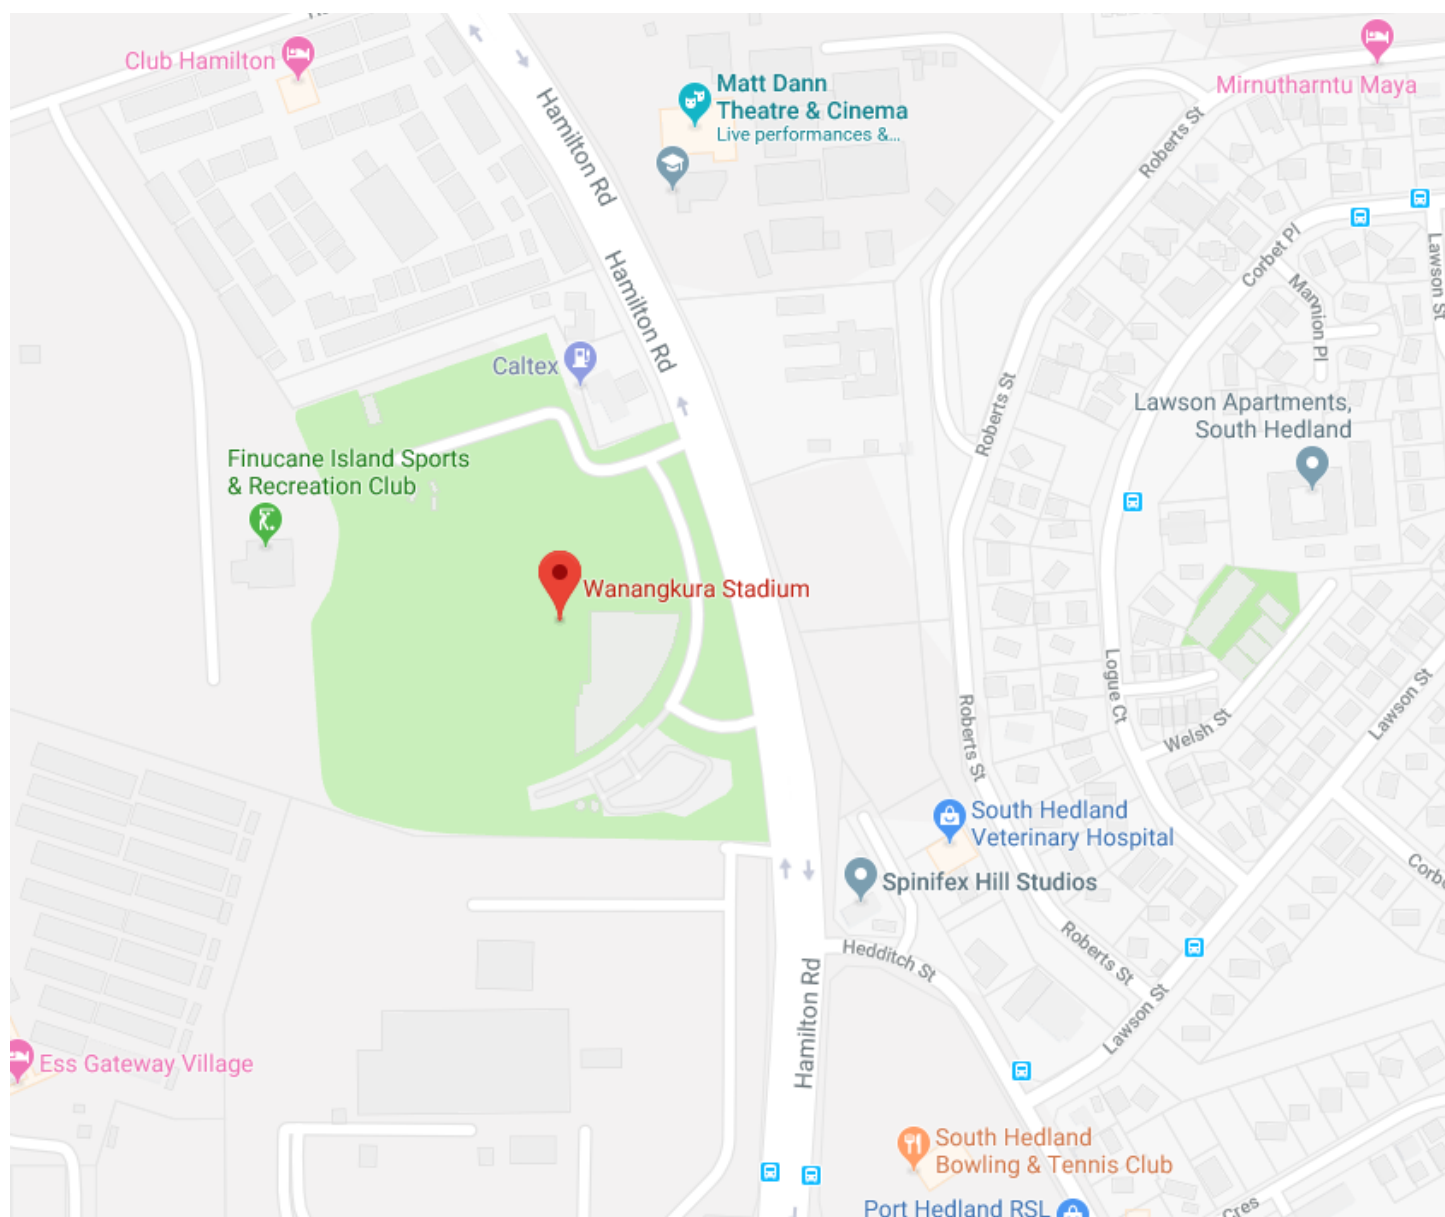 Club Hamilton
Matt Dann
Theatre & Cinema
Live performances &...
Mirnutharntu Maya
Hamilton Rd
Roberts St
Corbet Pl
Lawson St
Hamilton Rd
Mannion Pl
Caltex
Roberts St
Lawson Apartments,
South Hedland
Finucane Island Sports
& Recreation Club
Wanangkura Stadium
Logue Ct
Roberts St
Welsh St
Lawson St
South Hedland
Veterinary Hospital
Spinifex Hill Studios
Hedditch St
Roberts St
Lawson St
Hamilton Rd
Ess Gateway Village
South Hedland
Bowling & Tennis Club
Port Hedland RSL
Cres